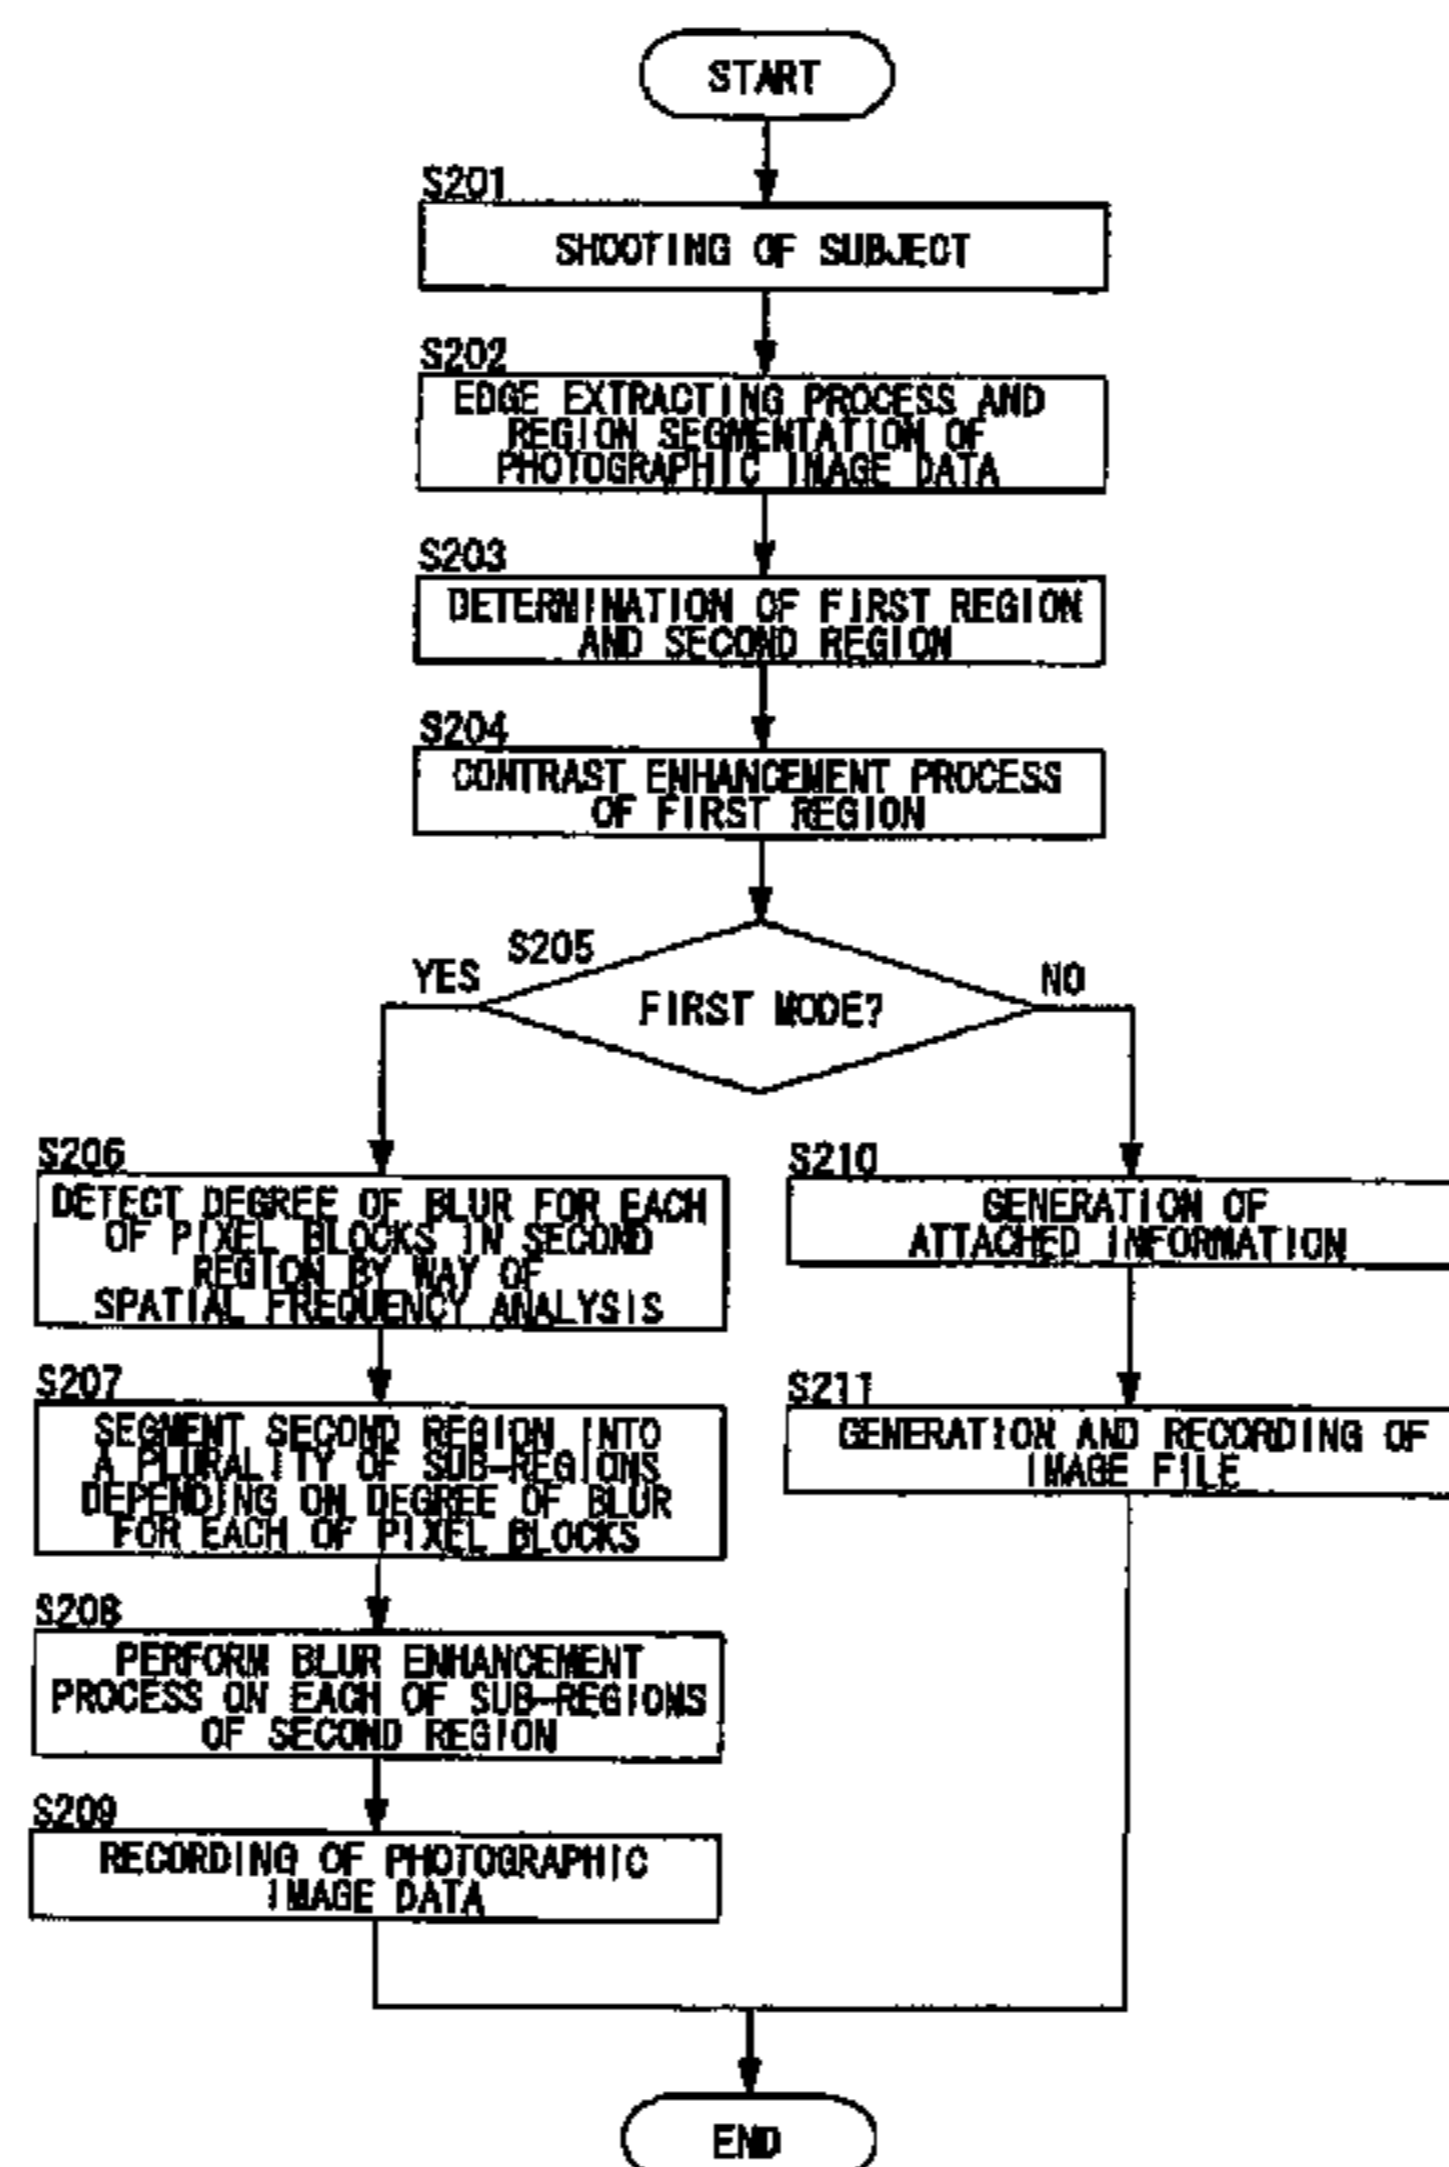 START
S201
SHOOTING OF SUBJECT
S202
EDGE EXTRACTING PROCESS AND
REGION SEGMENTATION OF
PHOTOGRAPHIC IMAGE DATA
S203
DETERMINATION OF FIRST REGION
AND SECOND REGION
S204
CONTRAST ENHANCEMENT PROCESS
OF FIRST REGION
S205
FIRST MODE?
YES
NO
S206
DETECT DEGREE OF BLUR FOR EACH
OF PIXEL BLOCKS IN SECOND
REGION BY WAY OF
SPATIAL FREQUENCY ANALYSIS
S207
SEGMENT SECOND REGION INTO
A PLURALITY OF SUB-REGIONS
DEPENDING ON DEGREE OF BLUR
FOR EACH OF PIXEL BLOCKS
S208
PERFORM BLUR ENHANCEMENT
PROCESS ON EACH OF SUB-REGIONS
OF SECOND REGION
S209
RECORDING OF PHOTOGRAPHIC
IMAGE DATA
S210
GENERATION OF
ATTACHED INFORMATION
S211
GENERATION AND RECORDING OF
IMAGE FILE
END